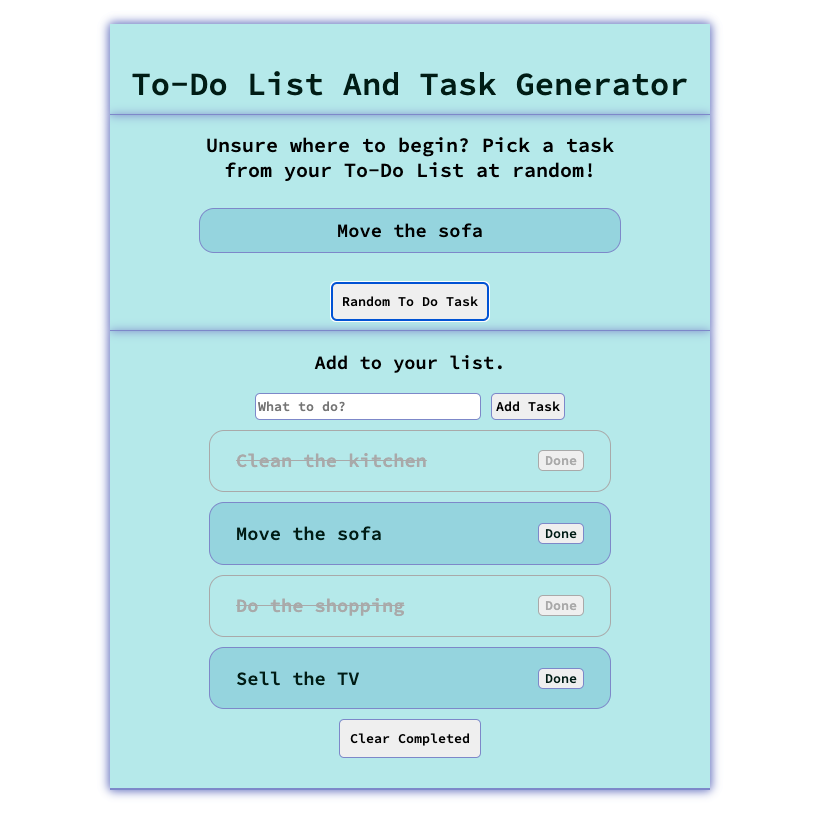 To-Do List And Task Generator
Unsure where to begin? Pick a task
from your To-Do List at random!
Move the sofa
Random To Do Task
Add to your list.
What to do? Add Task
Clean the kitchen Done
Move the sofa Done
Do the shopping Done
Sell the TV Done
Clear Completed